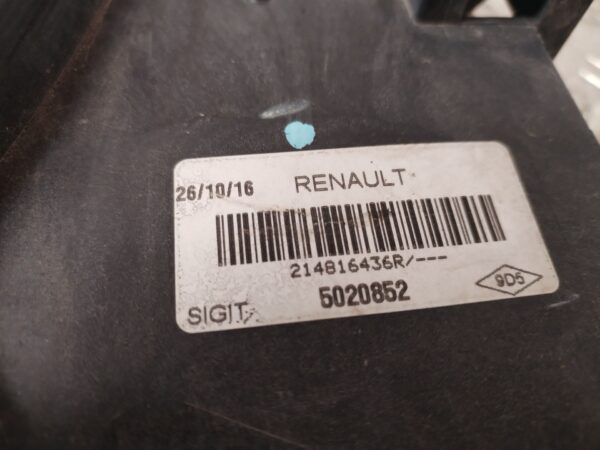 26/10/16 RENAULT
214816436R/---
5020852
9D5
SIGIT